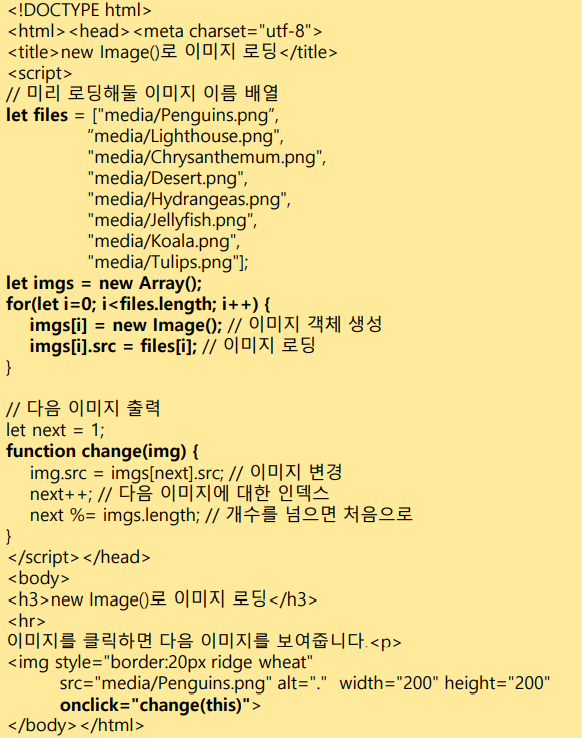 <!DOCTYPE html>
<html><head><meta charset="utf-8">
<title>new Image()로 이미지 로딩</title>
<script>
// 미리 로딩해둘 이미지 이름 배열
let files = ["media/Penguins.png",
"media/Lighthouse.png",
"media/Chrysanthemum.png",
"media/Desert.png",
"media/Hydrangeas.png",
"media/Jellyfish.png",
"media/Koala.png",
"media/Tulips.png"];
let imgs = new Array();
for(let i=0; i<files.length; i++) {
imgs[i] = new Image(); // 이미지 객체 생성
imgs[i].src = files[i]; // 이미지 로딩
}
// 다음 이미지 출력
let next = 1;
function change(img) {
img.src = imgs[next].src; // 이미지 변경
next++; // 다음 이미지에 대한 인덱스
next %= imgs.length; // 개수를 넘으면 처음으로
}
</script></head>
<body>
<h3>new Image()로 이미지 로딩</h3>
<hr>
이미지를 클릭하면 다음 이미지를 보여줍니다.<p>
<img style="border:20px ridge wheat"
src="media/Penguins.png" alt="." width="200" height="200"
onclick="change(this)">
</body></html>